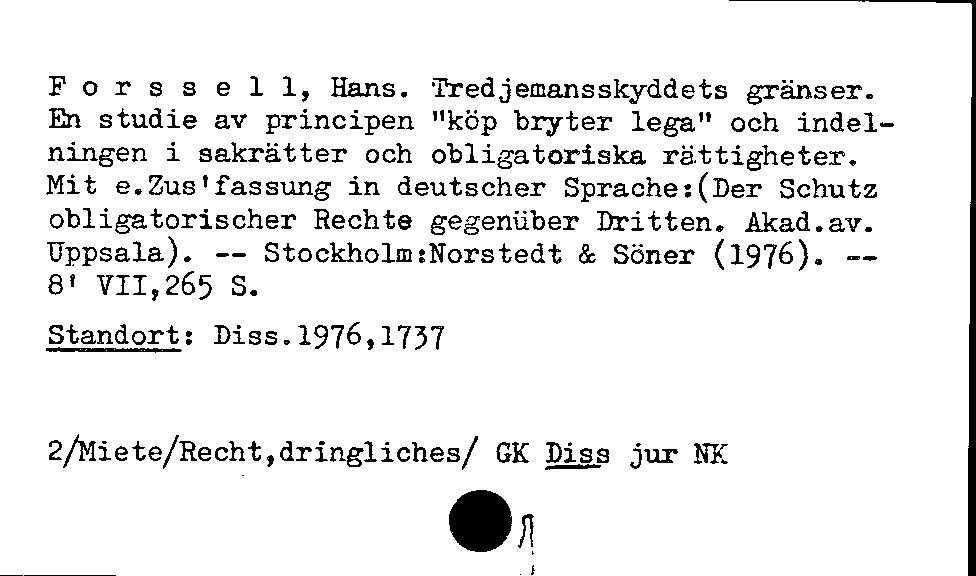 F o r s s e l l, Hans. Tredjemansskyddets gränser.
En studie av principen "köp bryter lega" och indel-
ningen i sakrätter och obligatoriska rättigheter.
Mit e.Zus'fassung in deutscher Sprache:(Der Schutz
obligatorischer Rechte gegenüber Dritten. Akad.av.
Uppsala). -- Stockholm:Norstedt & Söner (1976). --
8' VII,265 S.
Standort: Diss.1976,1737
2/Miete/Recht,dringliches/ GK Diss jur NK